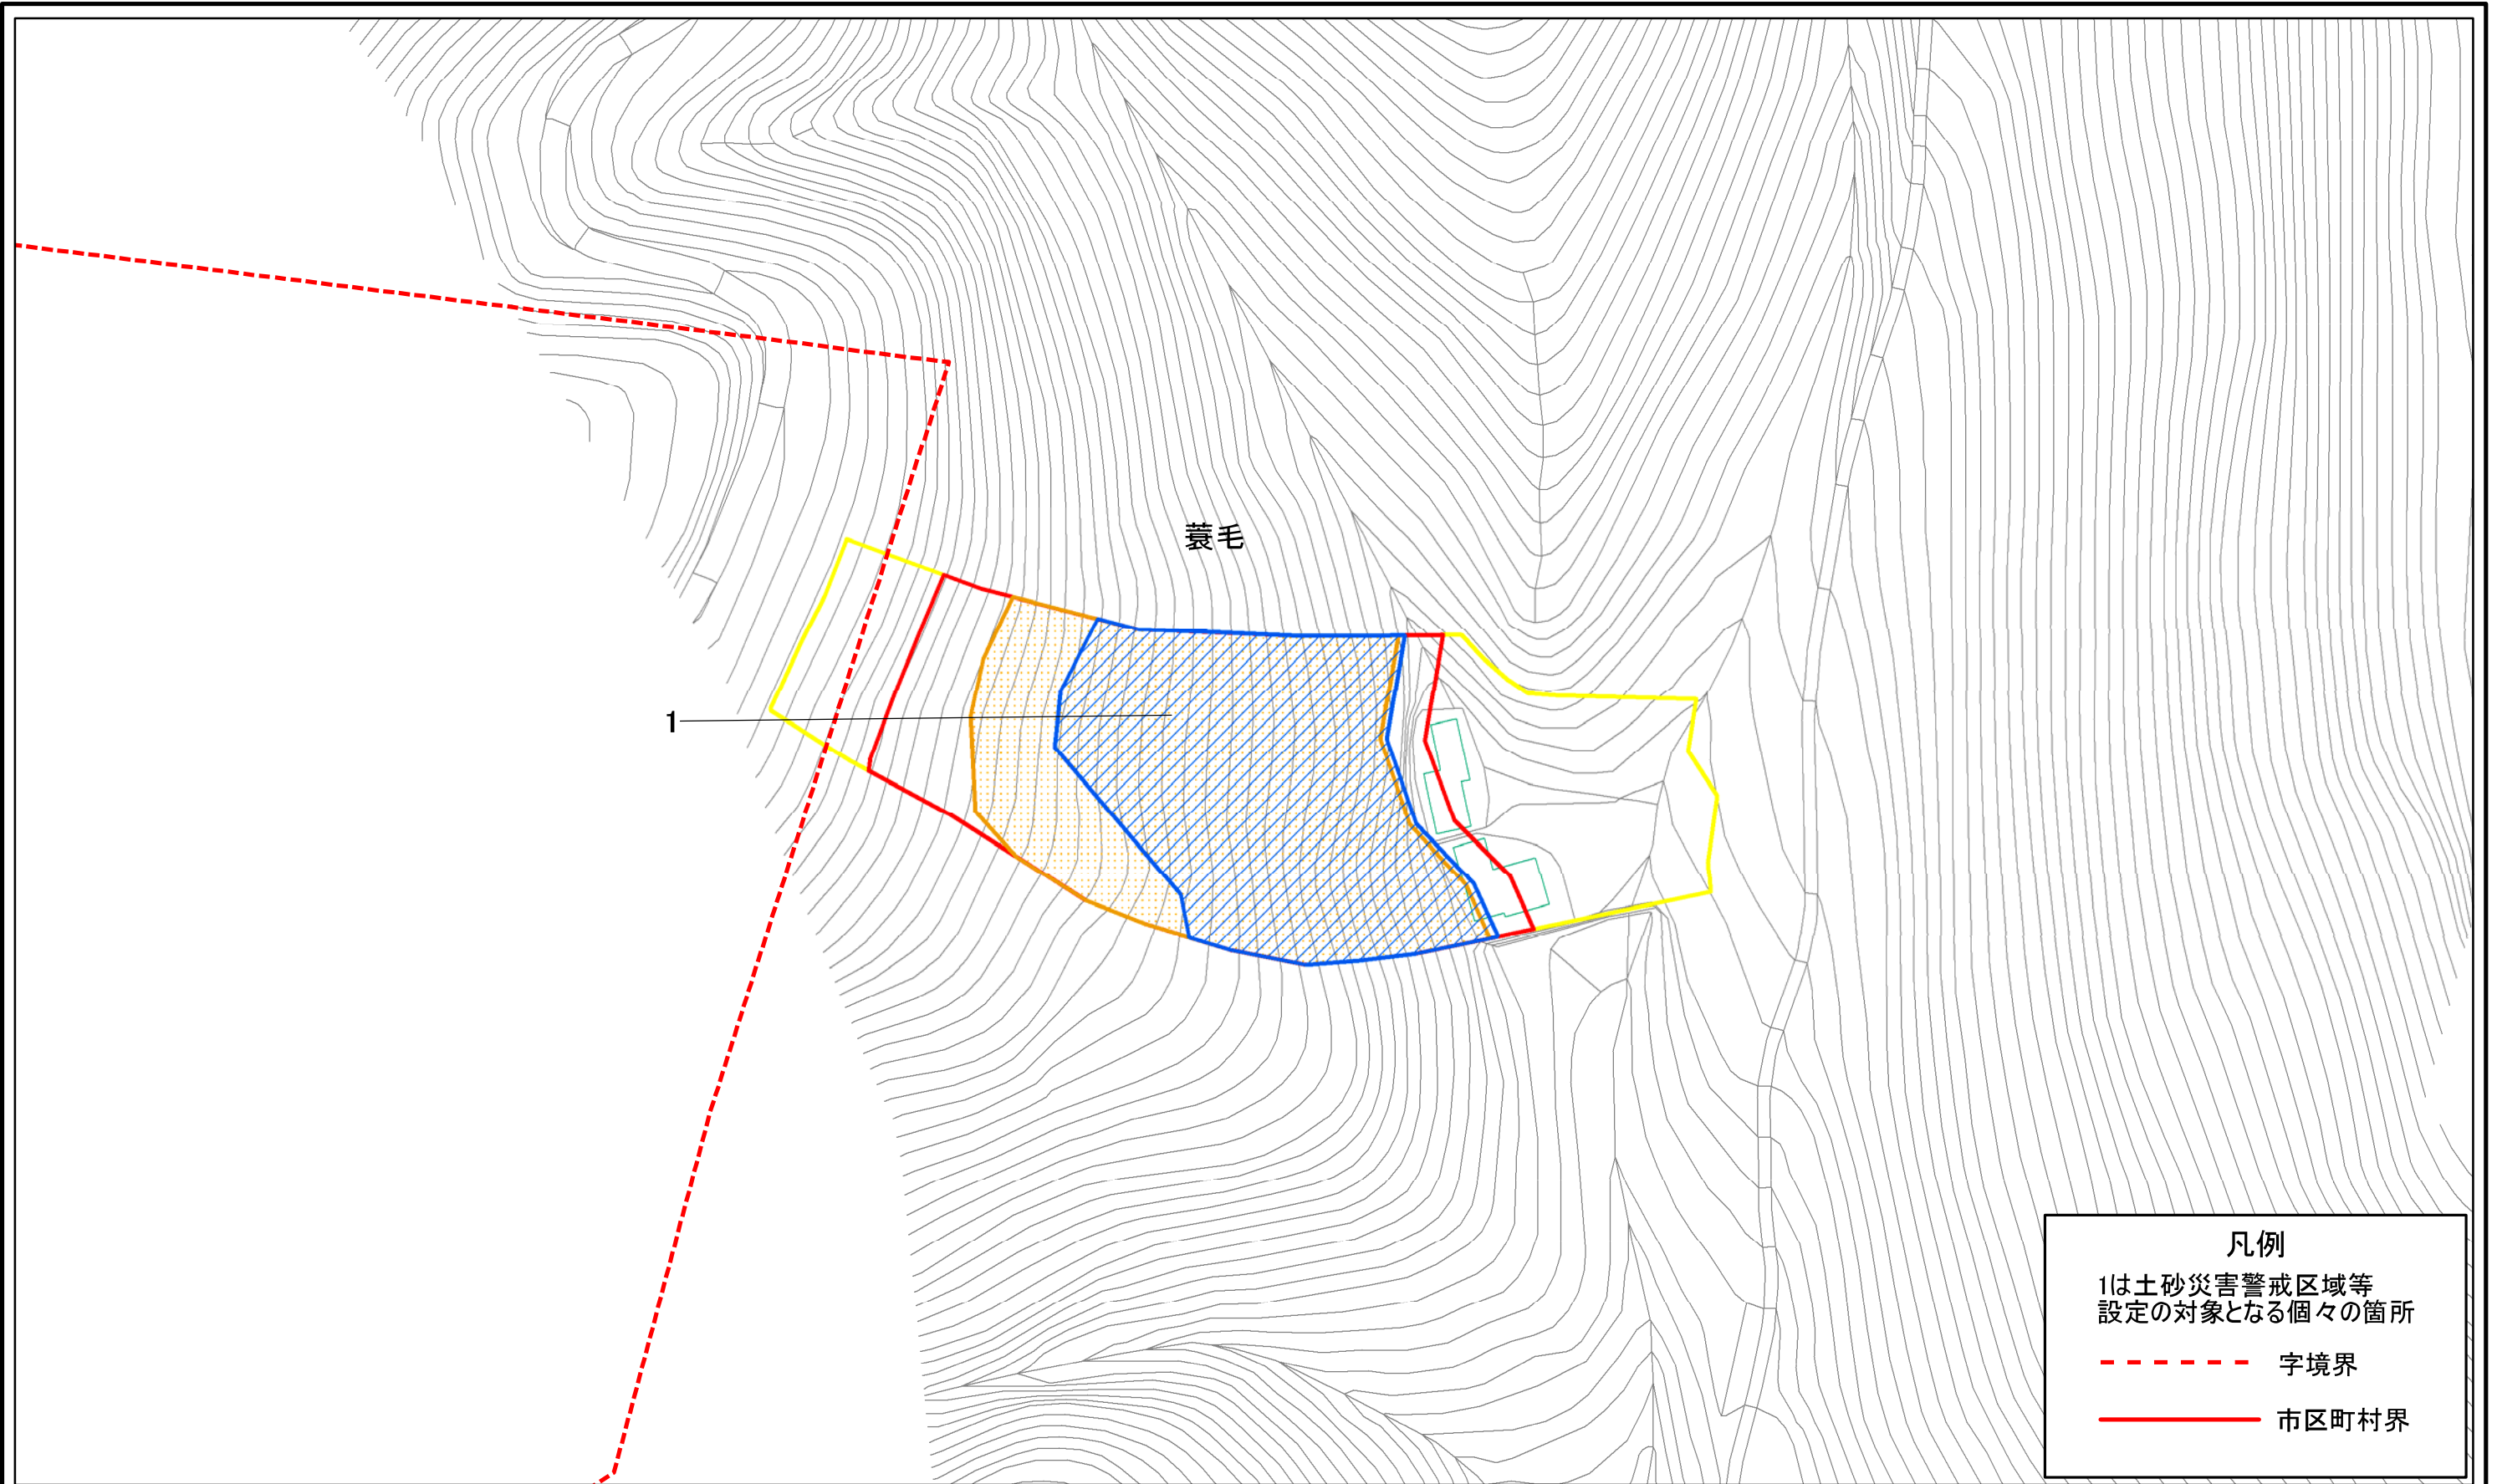 蓑毛
1
凡例
1は土砂災害警戒区域等
設定の対象となる個々の箇所
字境界
市区町村界